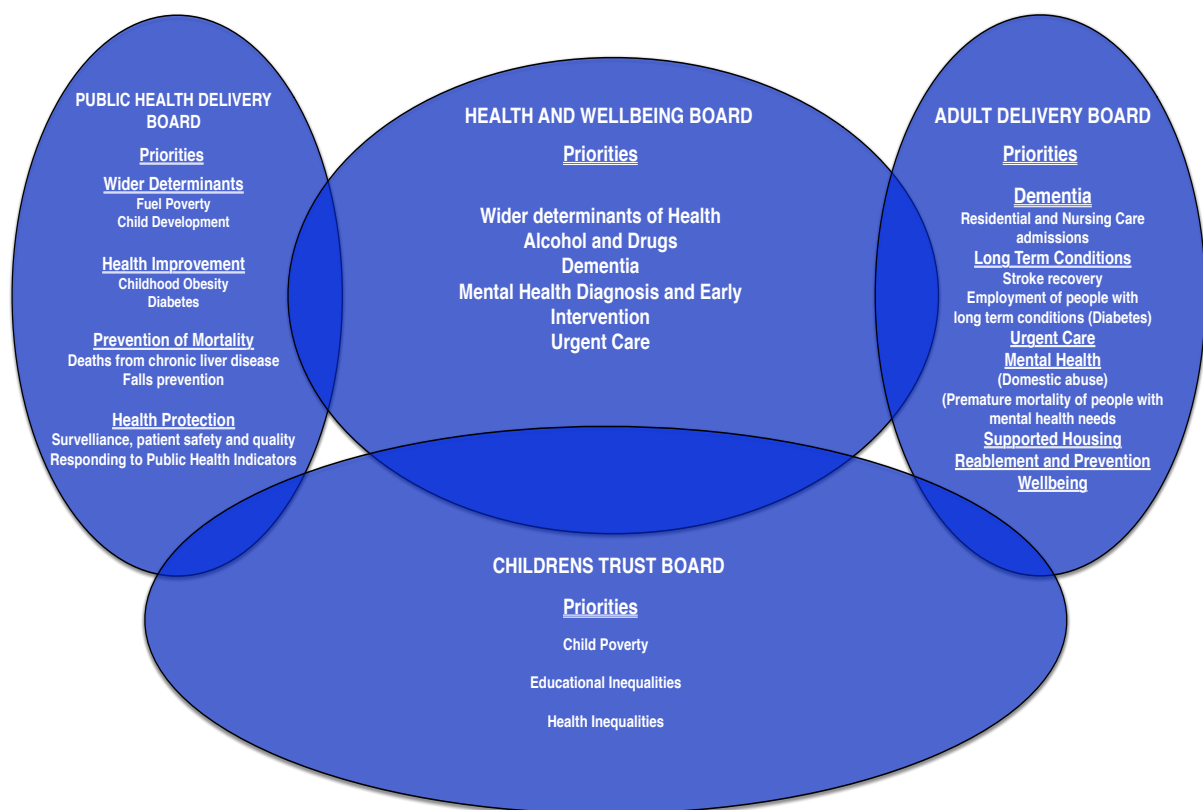 PUBLIC HEALTH DELIVERY
BOARD
Priorities
Wider Determinants
Fuel Poverty
Child Development
Health Improvement
Childhood Obesity
Diabetes
Prevention of Mortality
Deaths from chronic liver disease
Falls prevention
Health Protection
Survelliance, patient safety and quality
Responding to Public Health Indicators
HEALTH AND WELLBEING BOARD
Priorities
Wider determinants of Health
Alcohol and Drugs
Dementia
Mental Health Diagnosis and Early
Intervention
Urgent Care
ADULT DELIVERY BOARD
Priorities
Dementia
Residential and Nursing Care
admissions
Long Term Conditions
Stroke recovery
Employment of people with
long term conditions (Diabetes)
Urgent Care
Mental Health
(Domestic abuse)
(Premature mortality of people with
mental health needs
Supported Housing
Reablement and Prevention
Wellbeing
CHILDRENS TRUST BOARD
Priorities
Child Poverty
Educational Inequalities
Health Inequalities